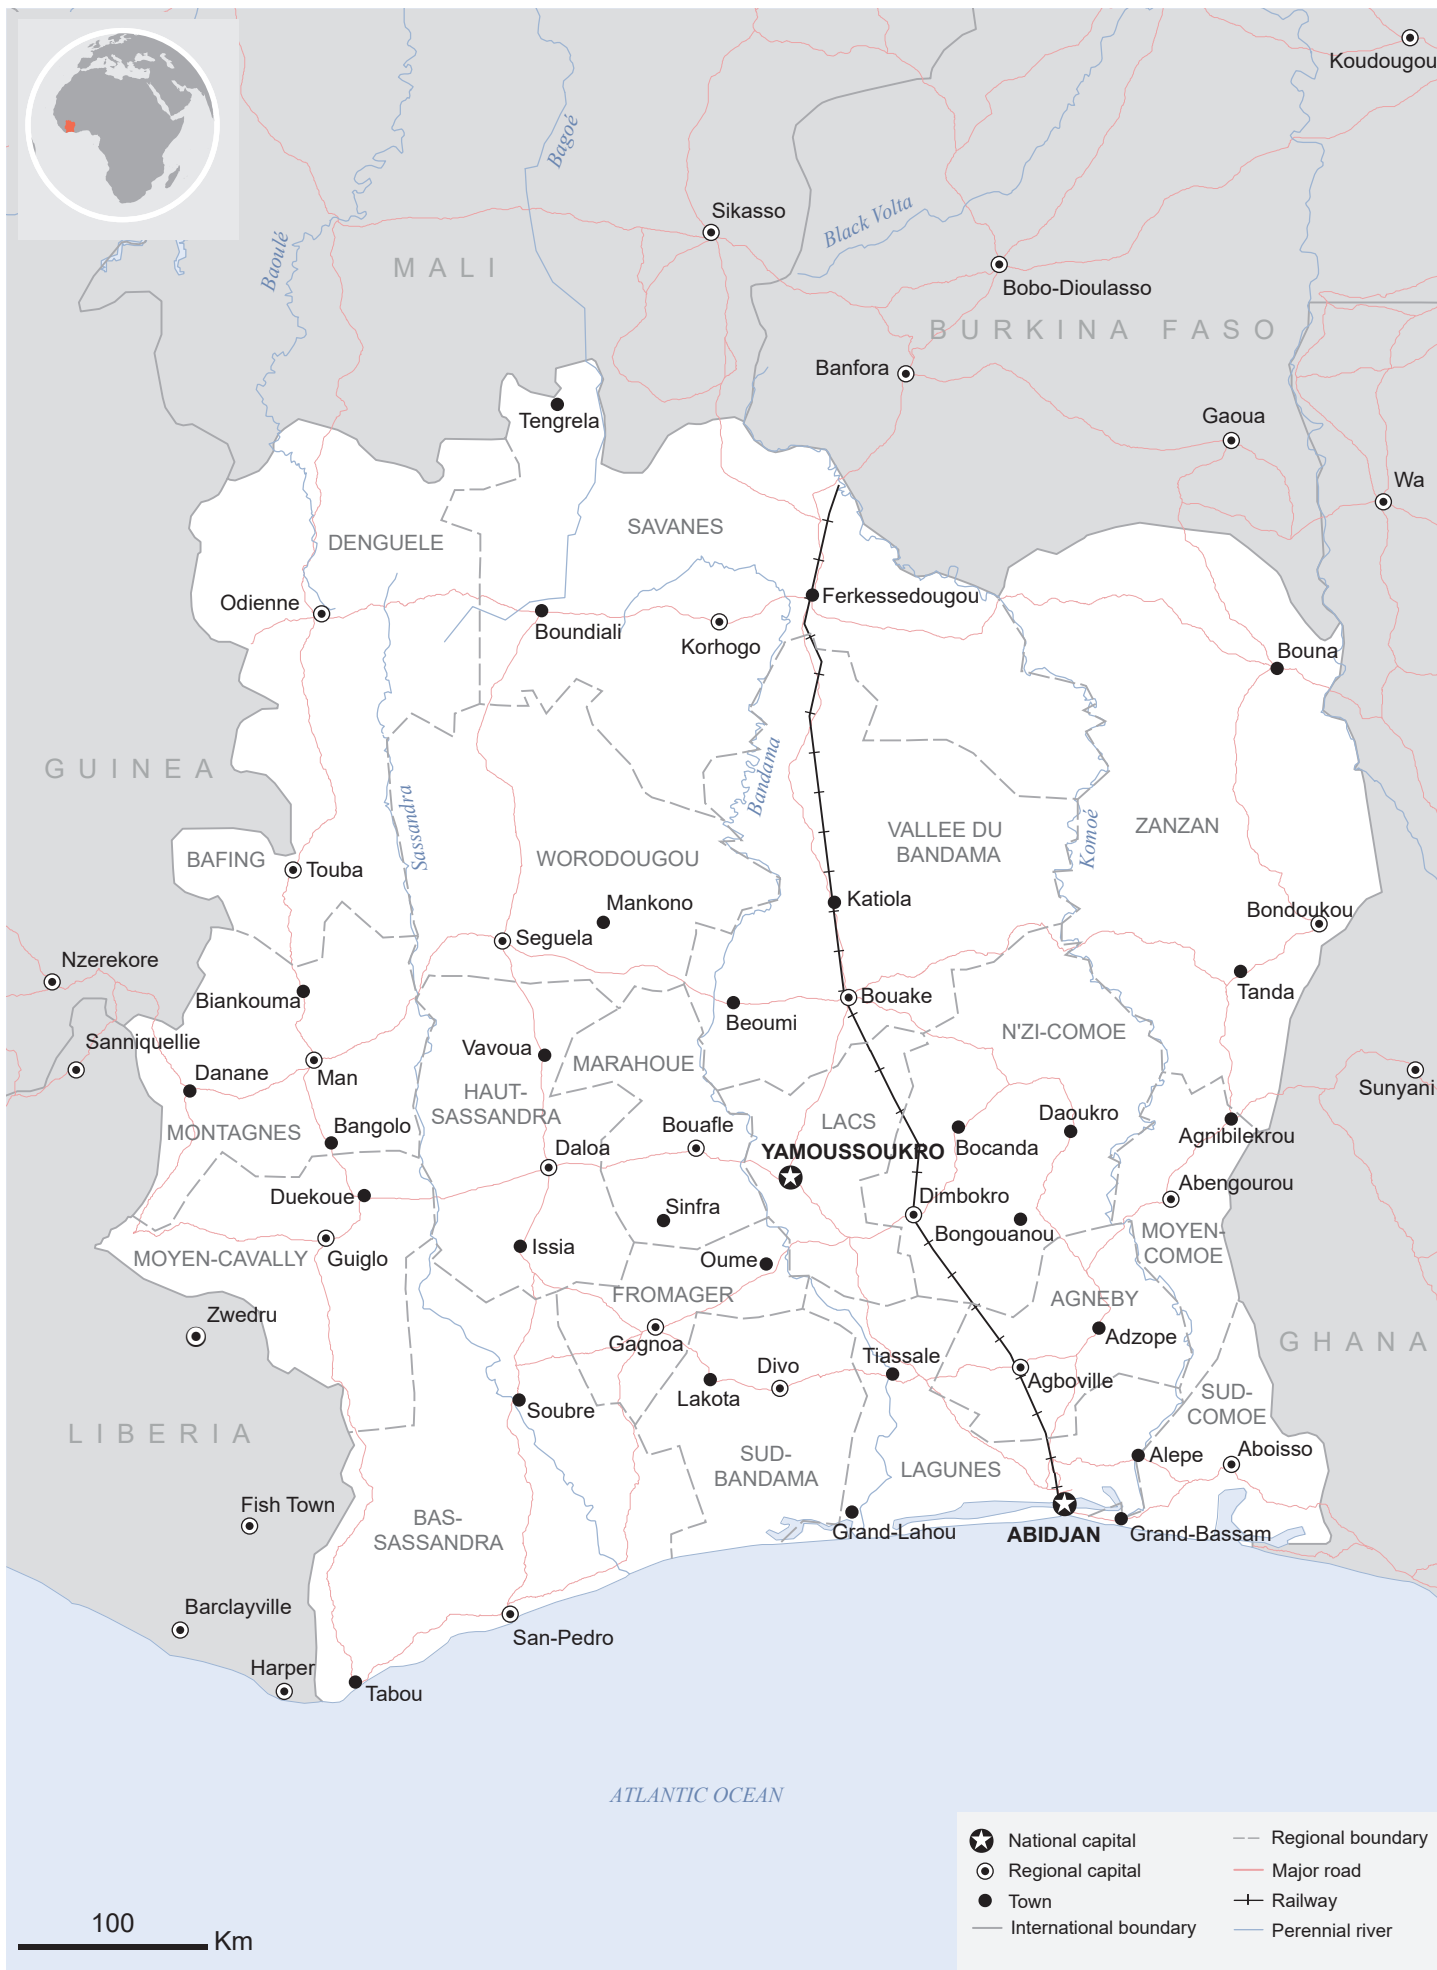 Koudougou
Bagoé
Sikasso
Black Volta
Baoulé
MALI
Bobo-Dioulasso
BURKINA FASO
Banfora
Tengrela
Gaoua
Wa
SAVANES
DENGUELE
Odienne
Ferkessedougou
Boundiali
Korhogo
Bouna
GUINEA
Bandama
Sassandra
Komoé
ZANZAN
VALLEE DU
BANDAMA
BAFING
Touba
WORODOUGOU
Mankono
Katiola
Bondoukou
Seguela
Nzerekore
Biankouma
Bouake
Tanda
Beoumi
N'ZI-COMOE
Sanniquellie
Vavoua
MARAHOUE
Danane
Man
Sunyani
HAUT-
SASSANDRA
Daoukro
LACS
MONTAGNES
Bangolo
Bouafle
Agnibilekrou
YAMOUSSOUKRO
Bocanda
Daloa
Abengourou
Duekoue
Dimbokro
Sinfra
Bongouanou
MOYEN-
COMOE
Issia
MOYEN-CAVALLY
Guiglo
Oume
FROMAGER
AGNEBY
Zwedru
Gagnoa
Adzope
GHANA
Tiassale
Divo
Agboville
Lakota
SUD-
COMOE
Soubre
LIBERIA
Alepe
Aboisso
SUD-
BANDAMA
LAGUNES
Fish Town
BAS-
SASSANDRA
Grand-Lahou
ABIDJAN
Grand-Bassam
Barclayville
San-Pedro
Harper
Tabou
ATLANTIC OCEAN
National capital
Regional capital
Town
International boundary
Regional boundary
Major road
Railway
Perennial river
100
Km